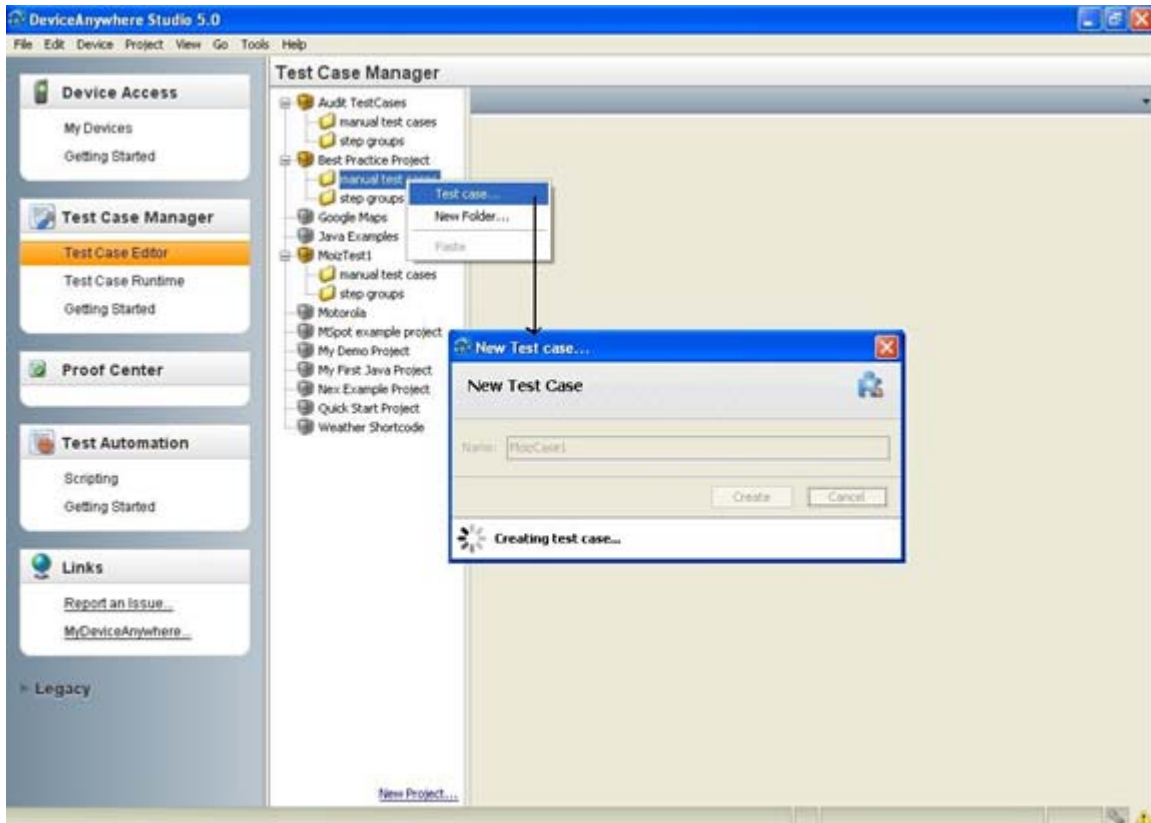 DeviceAnywhere Studio 5.0
File Edit Device Project View Go Tools Help
Device Access
My Devices
Getting Started
Test Case Manager
Test Case Editor
Test Case Runtime
Getting Started
Proof Center
Test Automation
Scripting
Getting Started
Links
Report an Issue...
MyDeviceAnywhere...
Legacy
Test Case Manager
Audit TestCases
manual test cases
step groups
Best Practice Project
manual test cases
step groups
Google Maps
Java Examples
MoizTest1
manual test cases
step groups
Motorola
MSpot example project
My Demo Project
My First Java Project
Nex Example Project
Quick Start Project
Weather Shortcode
New Project...
Test case...
New Folder...
Paste
New Test case...
New Test Case
Name: MoizCase1
Create Cancel
Creating test case...